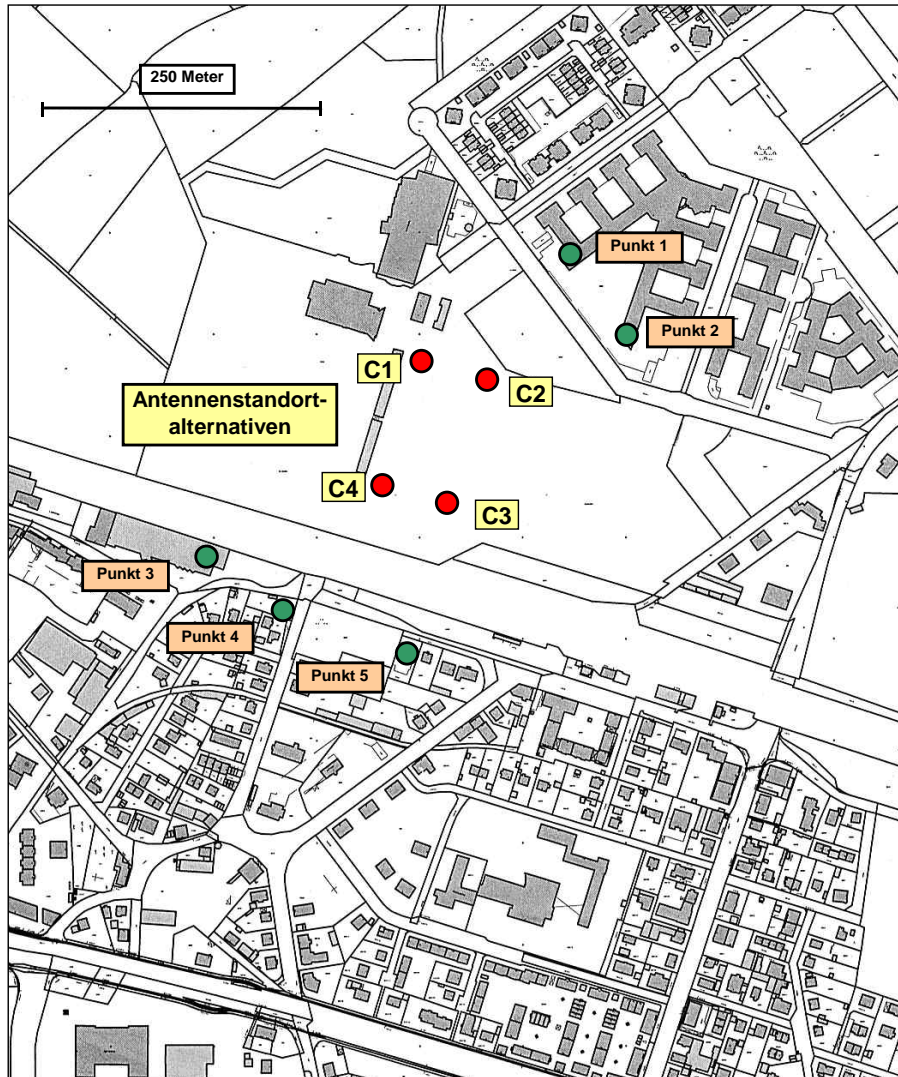 250 Meter
Punkt 1
Punkt 2
C1
C2
Antennenstandort-
alternativen
C4
C3
Punkt 3
Punkt 4
Punkt 5